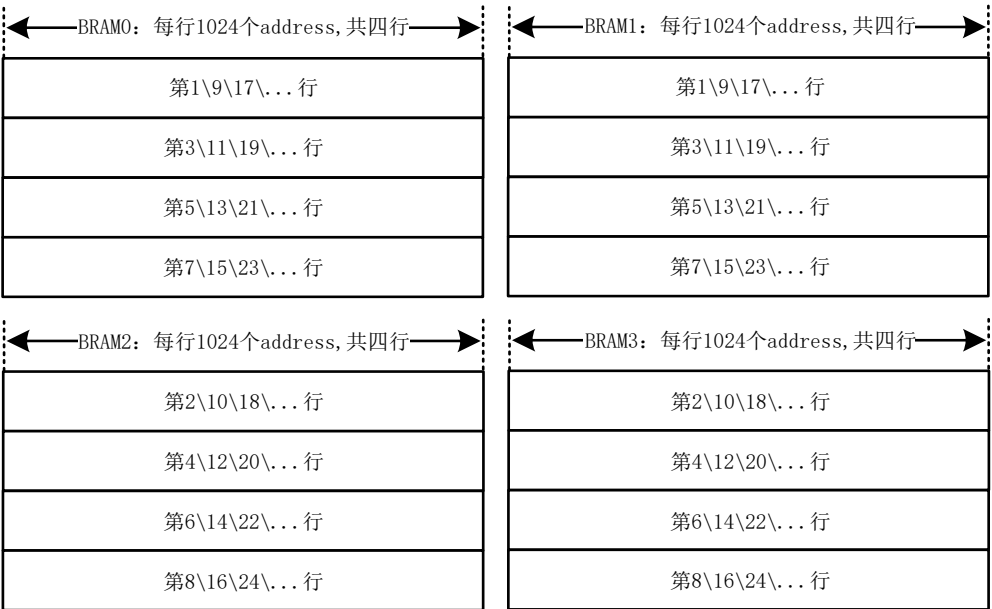 BRAM0：每行1024个address,共四行
第1\9\17\...行
第3\11\19\...行
第5\13\21\...行
第7\15\23\...行
BRAM1：每行1024个address,共四行
第1\9\17\...行
第3\11\19\...行
第5\13\21\...行
第7\15\23\...行
BRAM2：每行1024个address,共四行
第2\10\18\...行
第4\12\20\...行
第6\14\22\...行
第8\16\24\...行
BRAM3：每行1024个address,共四行
第2\10\18\...行
第4\12\20\...行
第6\14\22\...行
第8\16\24\...行